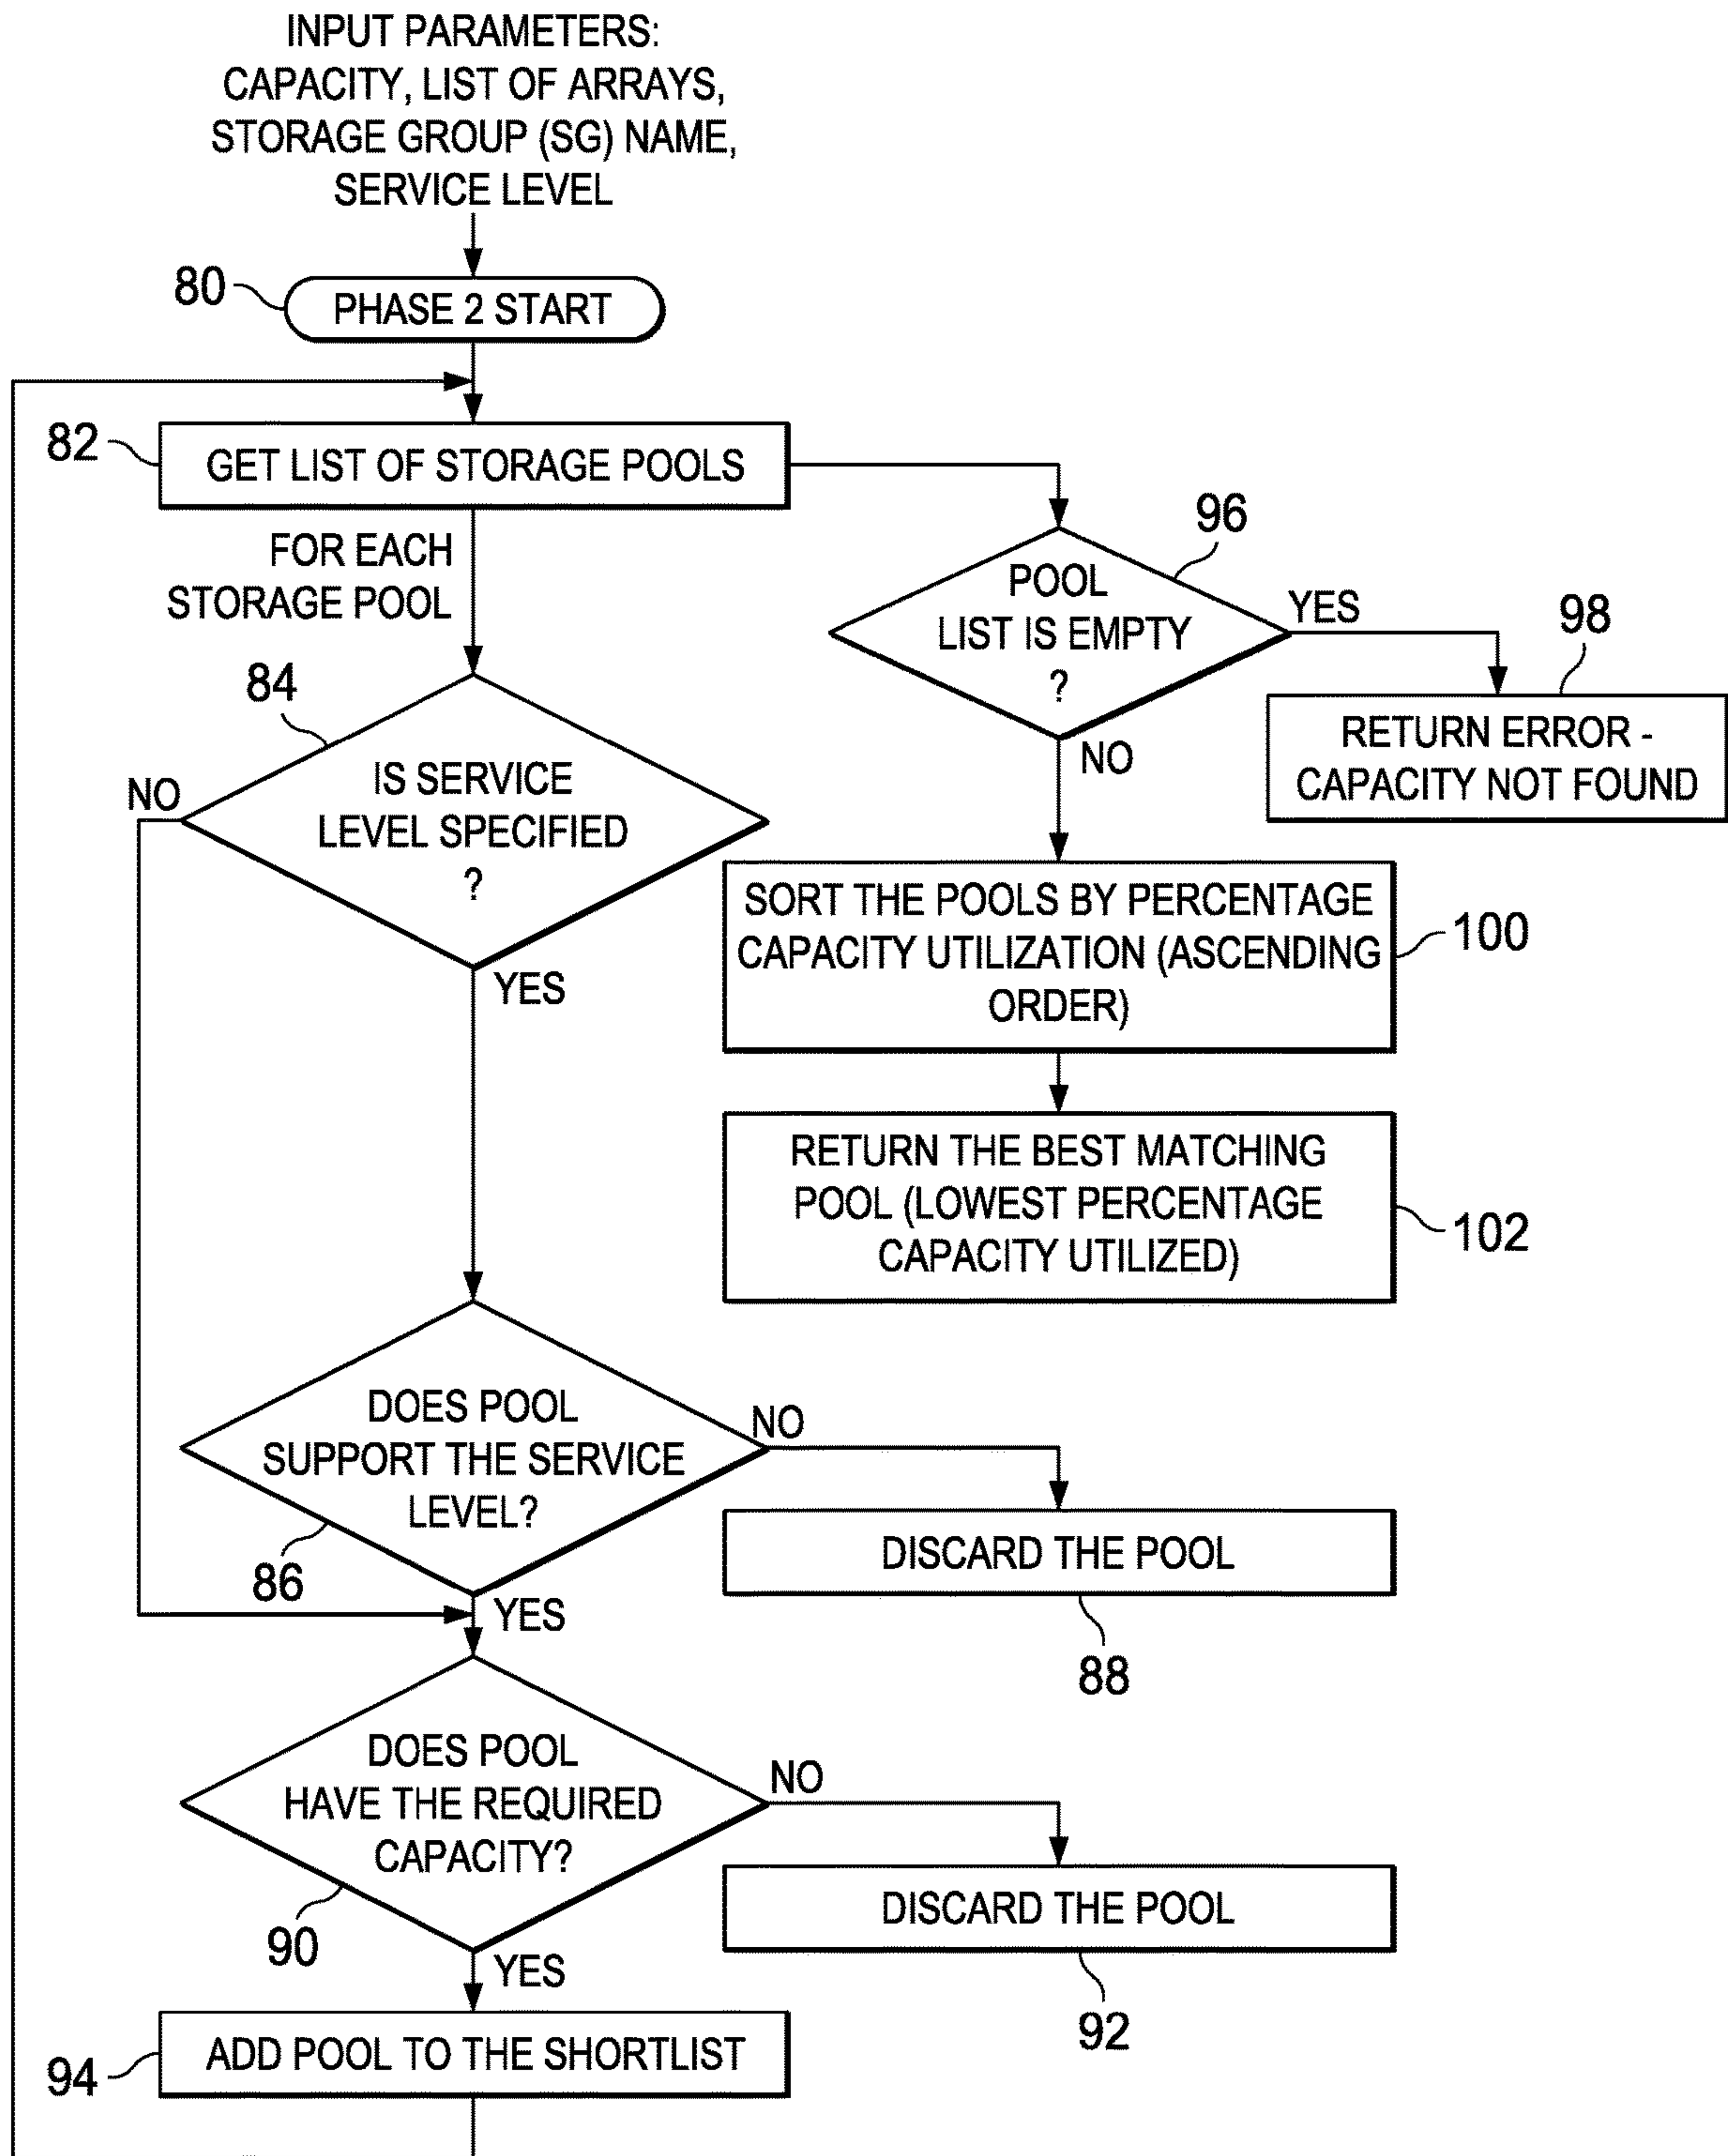 INPUT PARAMETERS:
CAPACITY, LIST OF ARRAYS,
STORAGE GROUP (SG) NAME,
SERVICE LEVEL
80
PHASE 2 START
82
GET LIST OF STORAGE POOLS
FOR EACH
STORAGE POOL
96
POOL
LIST IS EMPTY
?
YES
98
RETURN ERROR -
CAPACITY NOT FOUND
NO
84
IS SERVICE
LEVEL SPECIFIED
?
NO
YES
SORT THE POOLS BY PERCENTAGE
CAPACITY UTILIZATION (ASCENDING
ORDER)
100
RETURN THE BEST MATCHING
POOL (LOWEST PERCENTAGE
CAPACITY UTILIZED)
102
DOES POOL
SUPPORT THE SERVICE
LEVEL?
NO
86
YES
DISCARD THE POOL
88
DOES POOL
HAVE THE REQUIRED
CAPACITY?
NO
90
YES
DISCARD THE POOL
92
94
ADD POOL TO THE SHORTLIST